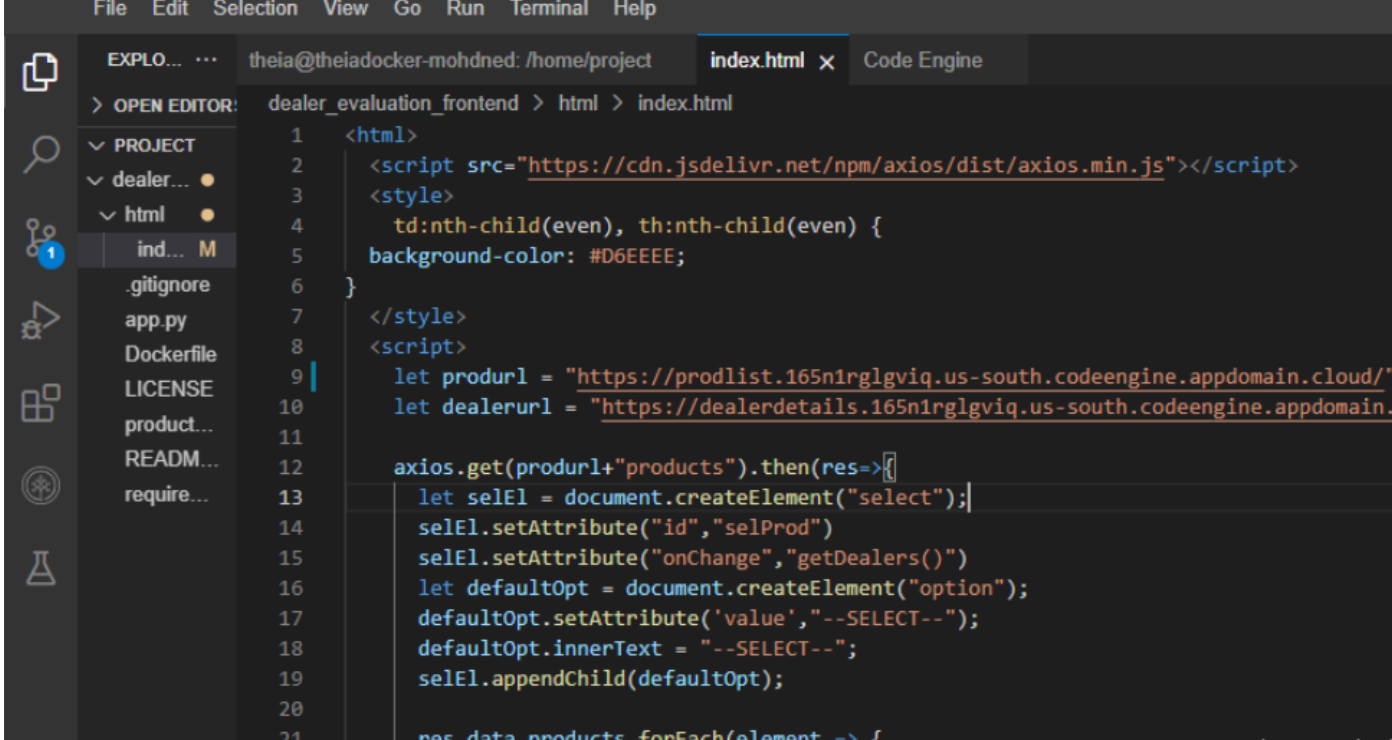 File Edit Selection View Go Run Terminal Help
EXPLO... ··· theia@theiadocker-mohdned: /home/project index.html × Code Engine
> OPEN EDITOR: dealer_evaluation_frontend > html > index.html
PROJECT
dealer... ●
html ●
ind... M
.gitignore
app.py
Dockerfile
LICENSE
product...
READM...
require...
1
1 <html>
2 <script src="https://cdn.jsdelivr.net/npm/axios/dist/axios.min.js"></script>
3 <style>
4 td:nth-child(even), th:nth-child(even) {
5 background-color: #D6EEEE;
6 }
7 </style>
8 <script>
9 let produrl = "https://prodlist.165n1rglgviq.us-south.codeengine.appdomain.cloud/"
10 let dealerurl = "https://dealerdetails.165n1rglgviq.us-south.codeengine.appdomain.
11
12 axios.get(produrl+"products").then(res=>{
13 let selEl = document.createElement("select");
14 selEl.setAttribute("id","selProd")
15 selEl.setAttribute("onChange","getDealers()")
16 let defaultOpt = document.createElement("option");
17 defaultOpt.setAttribute('value',"--SELECT--");
18 defaultOpt.innerText = "--SELECT--";
19 selEl.appendChild(defaultOpt);
20
21 res.data.products.forEach(element => {